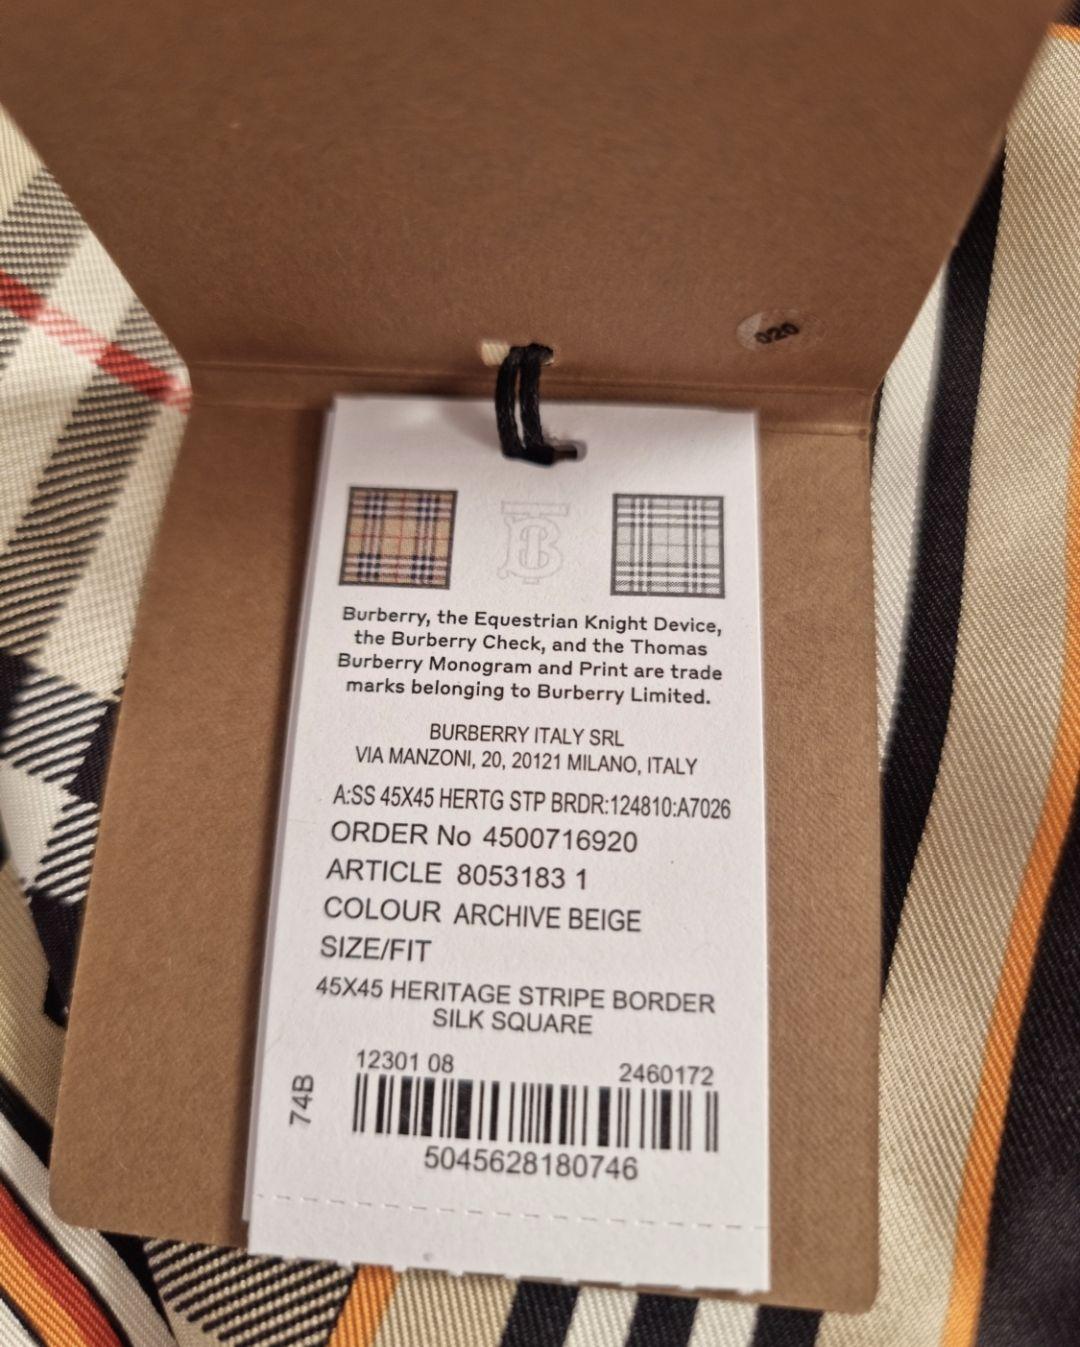 020
Burberry, the Equestrian Knight Device,
the Burberry Check, and the Thomas
Burberry Monogram and Print are trade
marks belonging to Burberry Limited.
BURBERRY ITALY SRL
VIA MANZONI, 20, 20121 MILANO, ITALY
A:SS 45X45 HERTG STP BRDR:124810:A7026
ORDER No 4500716920
ARTICLE 8053183 1
COLOUR ARCHIVE BEIGE
SIZE/FIT
45X45 HERITAGE STRIPE BORDER
SILK SQUARE
12301 08 2460172
74B
5045628180746